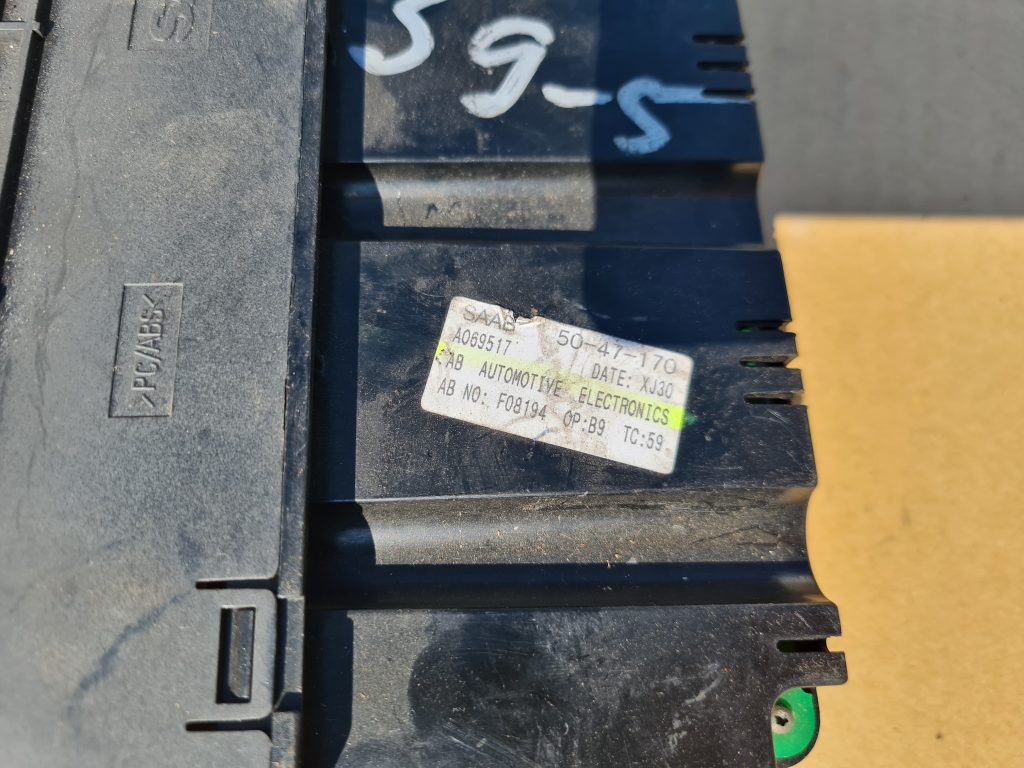 S9-5
SAAB 50-47-170
A069517 DATE: XJ30
AB AUTOMOTIVE ELECTRONICS
AB NO: F08194 OP:B9 TC:59
>PC/ABS<